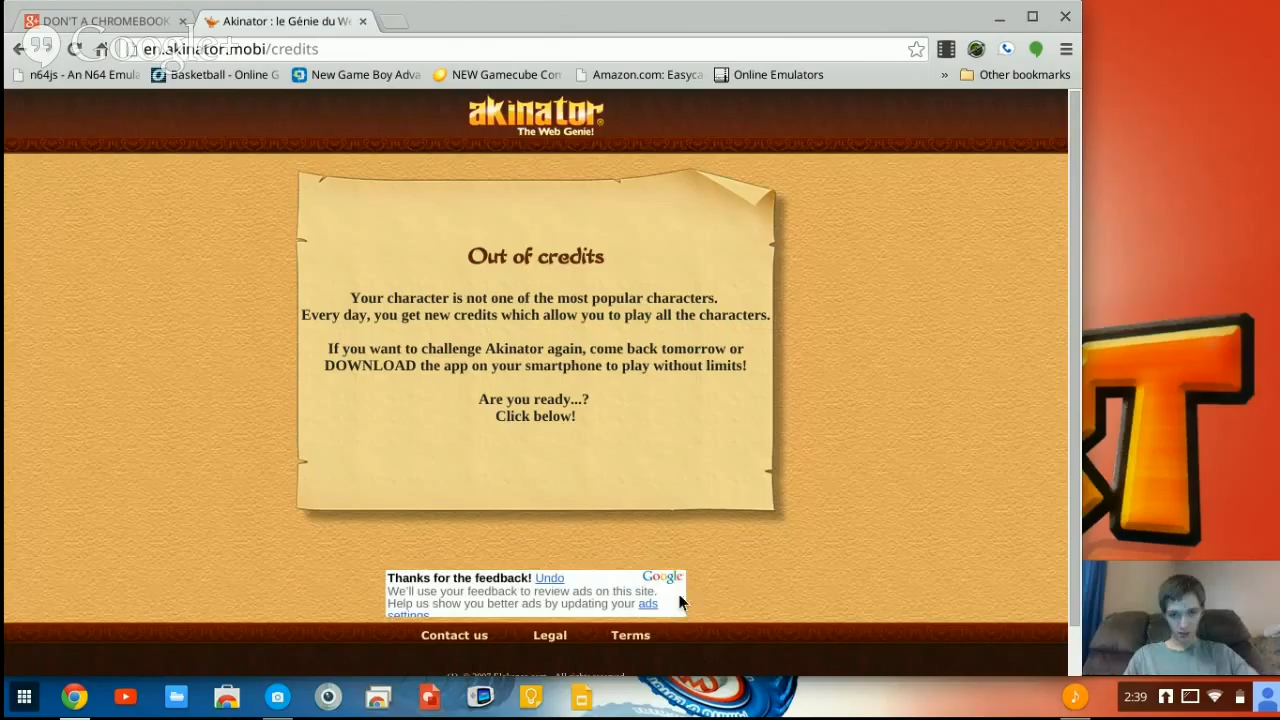 DON'T A CHROMEBOOK
Akinator : le Génie du We
Google+
en.akinator.mobi/credits
n64js - An N64 Emula
Basketball - Online G
New Game Boy Adva
NEW Gamecube Con
Amazon.com: Easyca
Online Emulators
»
Other bookmarks
akinator®
The Web Genie!
Out of credits
Your character is not one of the most popular characters.
Every day, you get new credits which allow you to play all the characters.
If you want to challenge Akinator again, come back tomorrow or
DOWNLOAD the app on your smartphone to play without limits!
Are you ready...?
Click below!
Thanks for the feedback! Undo
Google
We'll use your feedback to review ads on this site.
Help us show you better ads by updating your ads
settings
Contact us
Legal
Terms
T
2:39